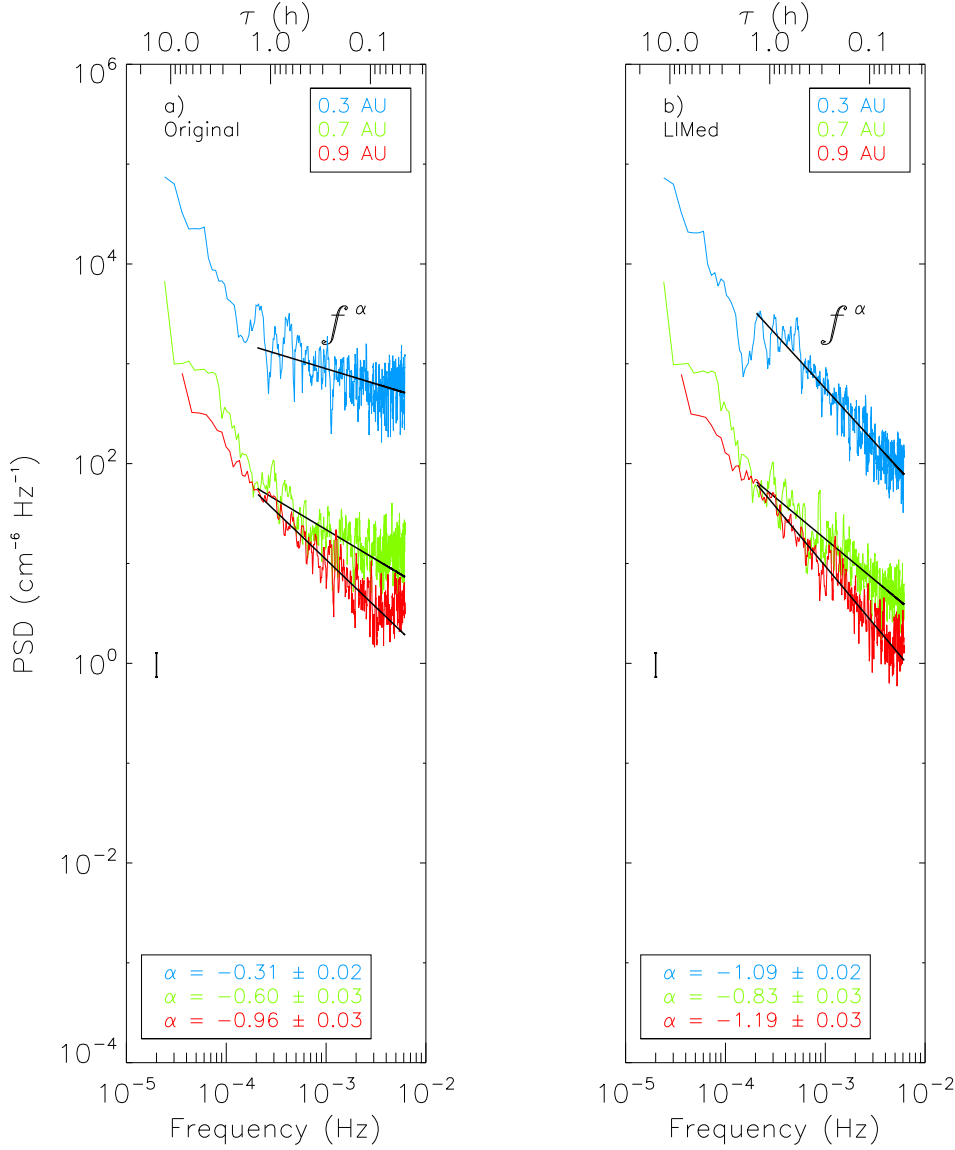 τ (h)
10.0 1.0 0.1
a)
Original
0.3 AU
0.7 AU
0.9 AU
f^α
10^6
10^4
10^2
10^0
10^-2
10^-4
PSD (cm^-6 Hz^-1)
α = -0.31 ± 0.02
α = -0.60 ± 0.03
α = -0.96 ± 0.03
10^-5 10^-4 10^-3 10^-2
Frequency (Hz)
τ (h)
10.0 1.0 0.1
b)
LIMed
0.3 AU
0.7 AU
0.9 AU
f^α
α = -1.09 ± 0.02
α = -0.83 ± 0.03
α = -1.19 ± 0.03
10^-5 10^-4 10^-3 10^-2
Frequency (Hz)